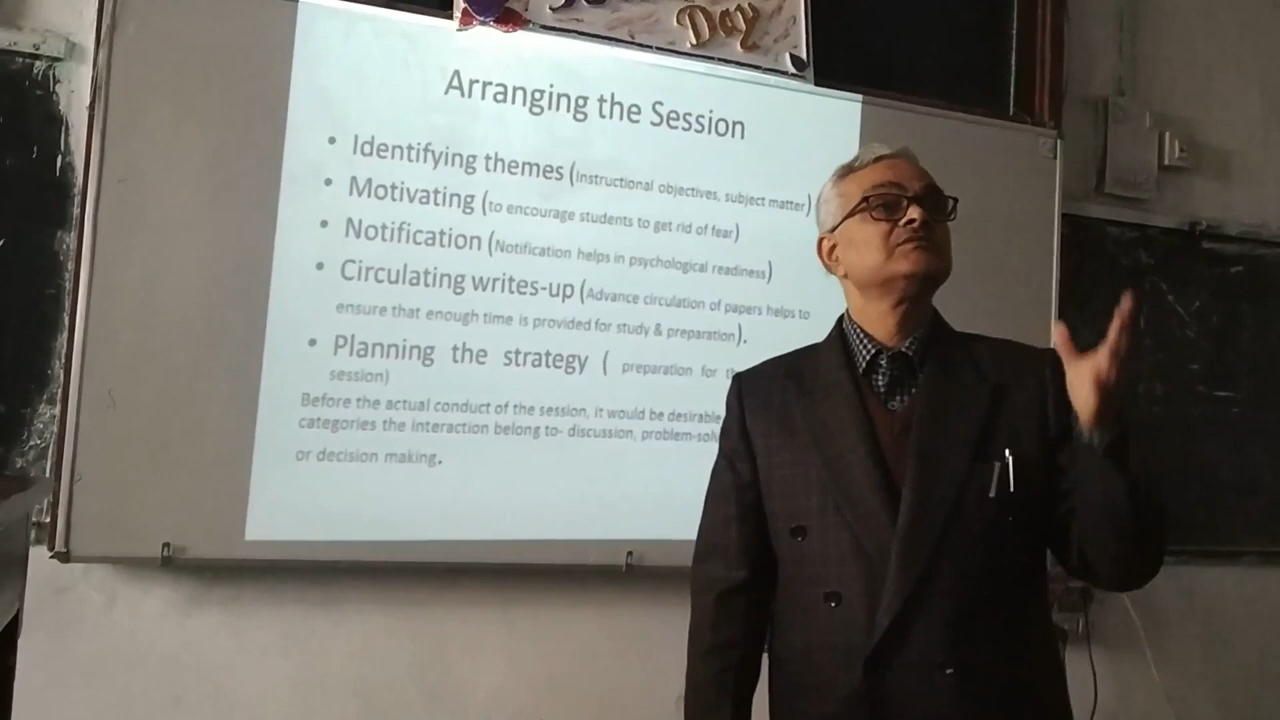 Day
Arranging the Session
• Identifying themes (Instructional objectives, subject matter)
• Motivating (to encourage students to get rid of fear)
• Notification (Notification helps in psychological readiness)
• Circulating writes-up (Advance circulation of papers helps to
ensure that enough time is provided for study & preparation).
• Planning the strategy ( preparation for
session)
Before the actual conduct of the session, it would be desirable
categories the interaction belong to- discussion,
or decision making.